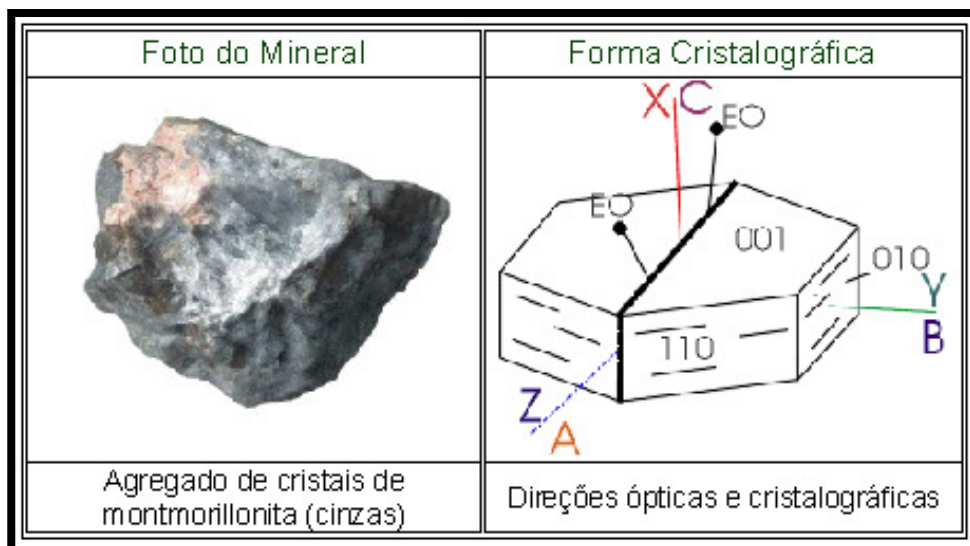 Foto do Mineral
Forma Cristalográfica
X C
EO
EO
001
010
Y
B
110
Z
A
Agregado de cristais de
montmorillonita (cinzas)
Direções ópticas e cristalográficas